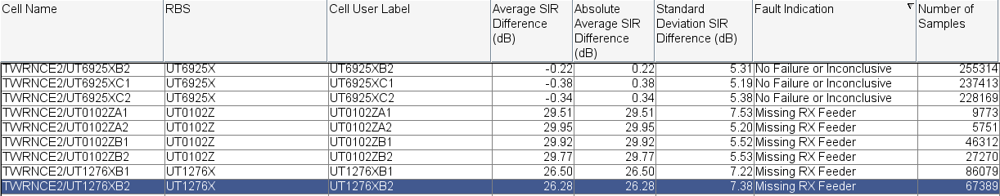 Cell Name RBS Cell User Label Average SIR Difference (dB) Absolute Average SIR Difference (dB) Standard Deviation SIR Difference (dB) Fault Indication Number of Samples
TWRNCE2/UT6925XB2 UT6925X UT6925XB2 -0.22 0.22 5.31 No Failure or Inconclusive 255314
TWRNCE2/UT6925XC1 UT6925X UT6925XC1 -0.38 0.38 5.19 No Failure or Inconclusive 237413
TWRNCE2/UT6925XC2 UT6925X UT6925XC2 -0.34 0.34 5.38 No Failure or Inconclusive 228169
TWRNCE2/UT0102ZA1 UT0102Z UT0102ZA1 29.51 29.51 7.53 Missing RX Feeder 9773
TWRNCE2/UT0102ZA2 UT0102Z UT0102ZA2 29.95 29.95 5.20 Missing RX Feeder 5751
TWRNCE2/UT0102ZB1 UT0102Z UT0102ZB1 29.92 29.92 5.52 Missing RX Feeder 46312
TWRNCE2/UT0102ZB2 UT0102Z UT0102ZB2 29.77 29.77 5.53 Missing RX Feeder 27270
TWRNCE2/UT1276XB1 UT1276X UT1276XB1 26.50 26.50 7.22 Missing RX Feeder 86079
TWRNCE2/UT1276XB2 UT1276X UT1276XB2 26.28 26.28 7.38 Missing RX Feeder 67389